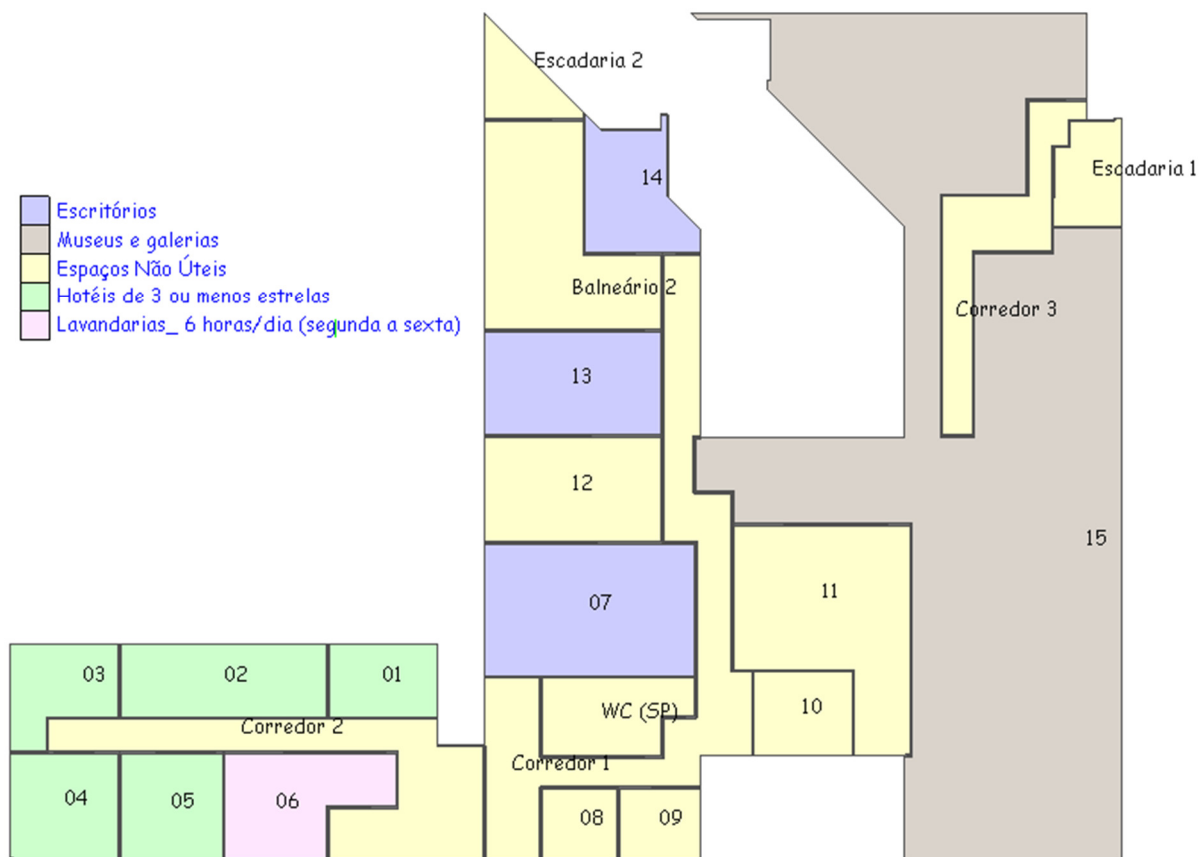 Escadaria 2
Escadaria 1
14
Escritórios
Museus e galerias
Espaços Não Úteis
Hotéis de 3 ou menos estrelas
Lavandarias_ 6 horas/dia (segunda a sexta)
Balneário 2
Corredor 3
13
12
15
11
07
03
02
01
WC (SP)
10
Corredor 2
Corredor 1
04
05
06
08
09